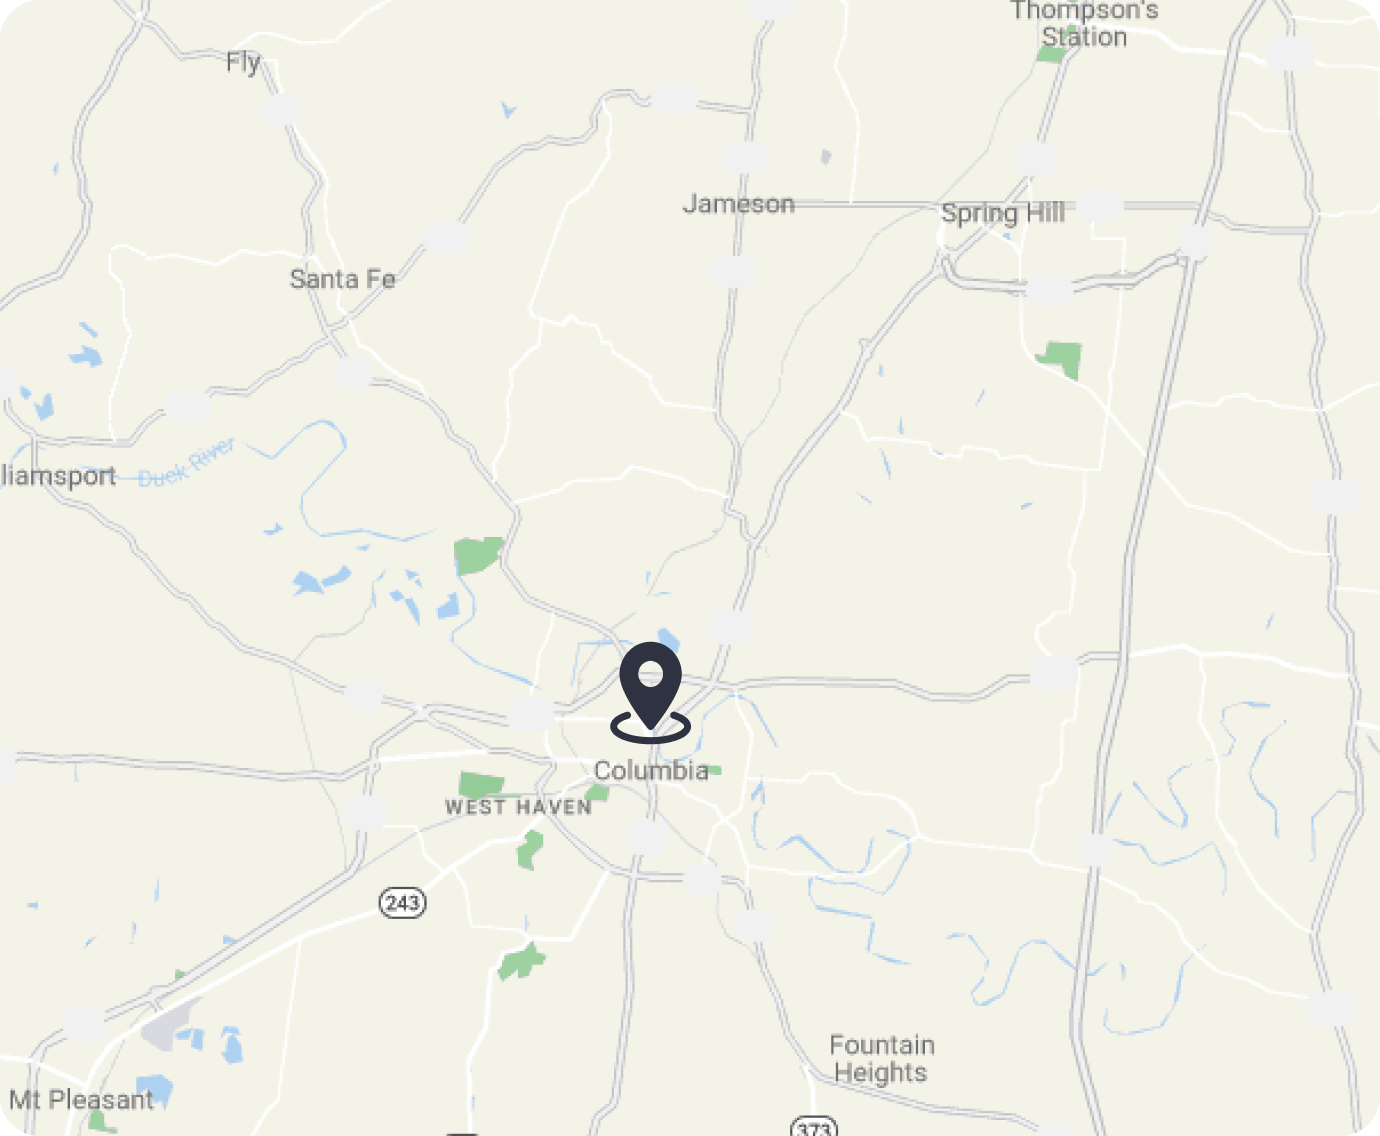 Thompson's
Station
Fly
Jameson
Spring Hill
Santa Fe
Duck River
liamsport
Columbia
WEST HAVEN
243
Fountain
Heights
Mt Pleasant
373